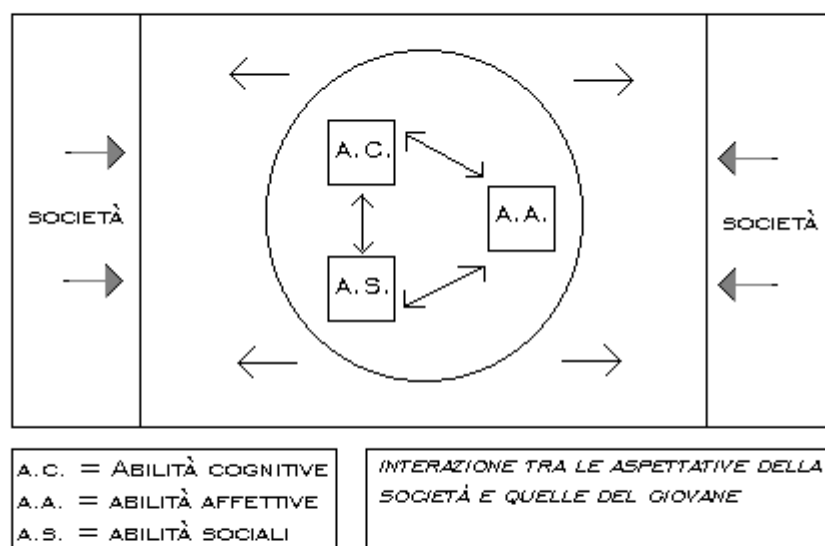 A.C.
SOCIETÀ
A.A.
SOCIETÀ
A.S.
A.C. = ABILITÀ COGNITIVE
A.A. = ABILITÀ AFFETTIVE
A.S. = ABILITÀ SOCIALI
INTERAZIONE TRA LE ASPETTATIVE DELLA
SOCIETÀ E QUELLE DEL GIOVANE